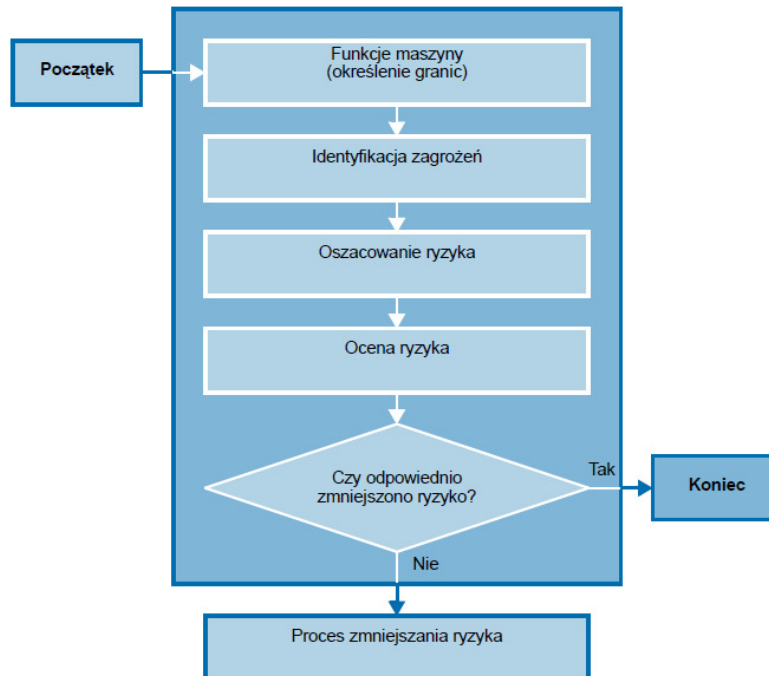 Początek
Funkcje maszyny
(określenie granic)
Identyfikacja zagrożeń
Oszacowanie ryzyka
Ocena ryzyka
Czy odpowiednio
zmniejszono ryzyko?
Tak
Koniec
Nie
Proces zmniejszania ryzyka